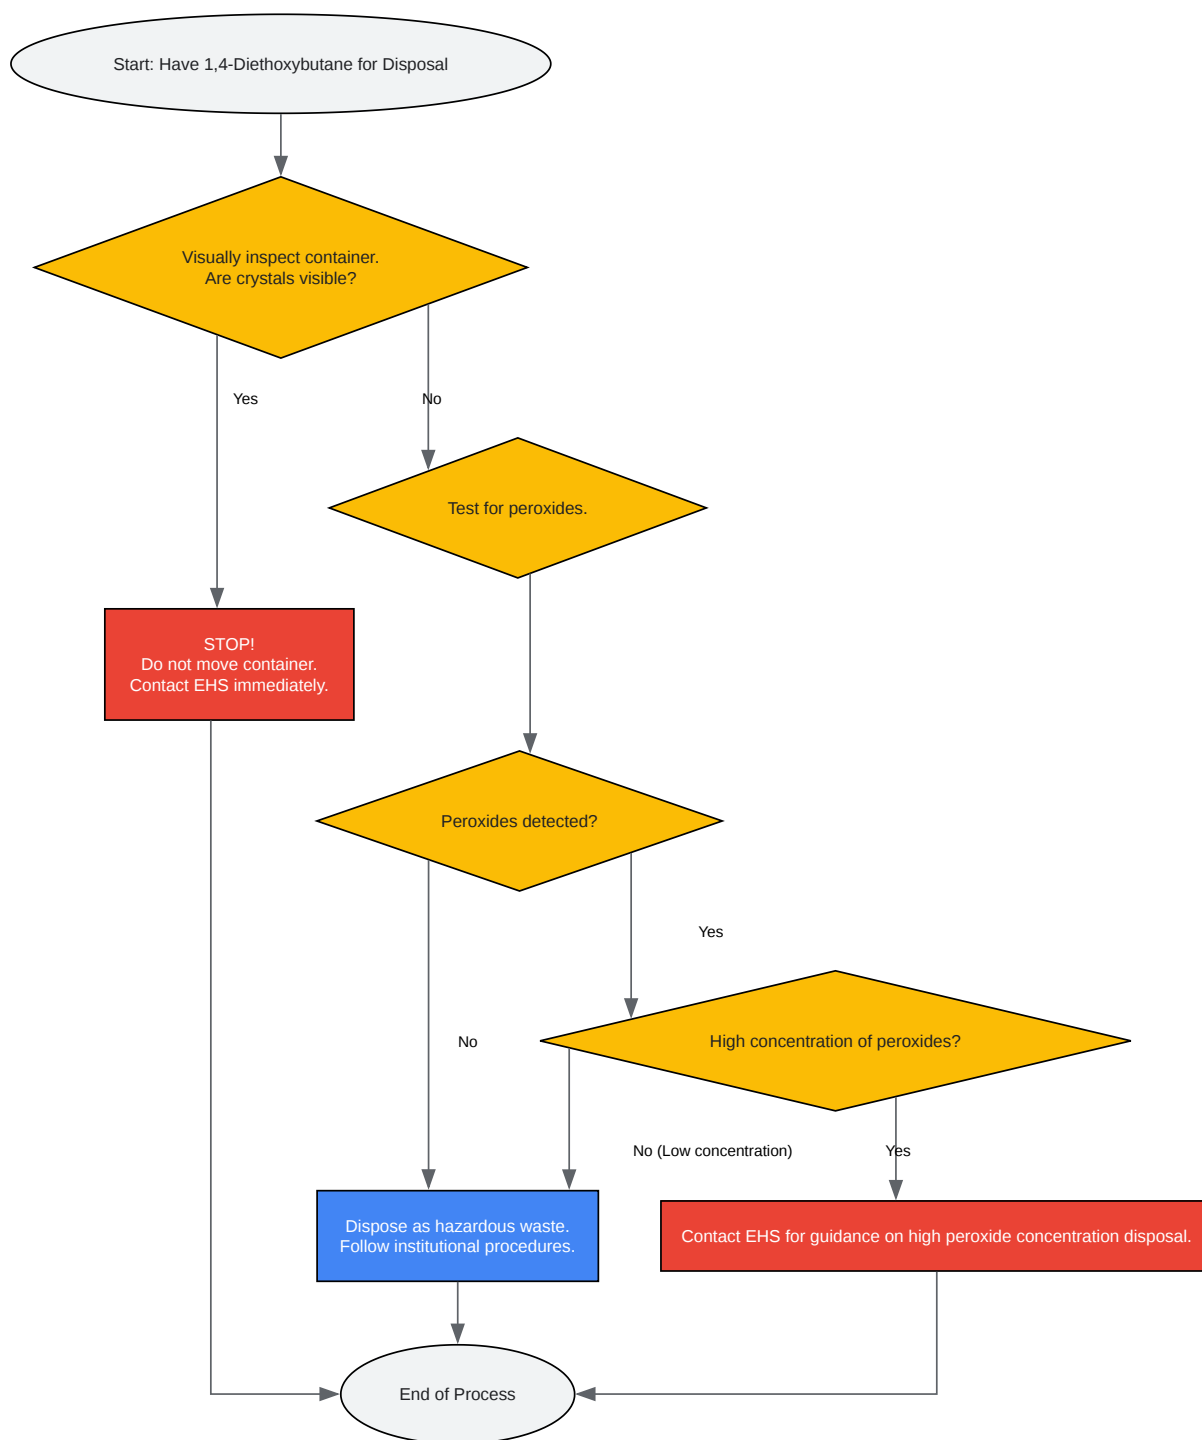 Start: Have 1,4-Diethoxybutane for Disposal
Visually inspect container.
Are crystals visible?
Yes
No
Test for peroxides.
STOP!
Do not move container.
Contact EHS immediately.
Peroxides detected?
Yes
No
High concentration of peroxides?
No (Low concentration)
Yes
Dispose as hazardous waste.
Follow institutional procedures.
Contact EHS for guidance on high peroxide concentration disposal.
End of Process